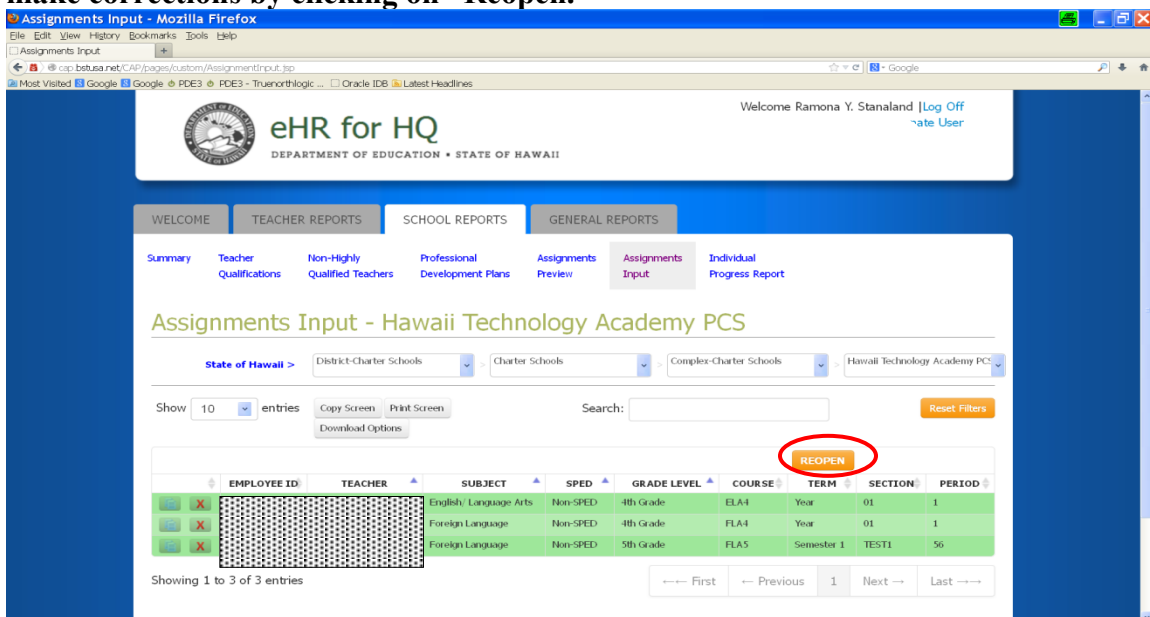 make corrections by clicking on "Reopen."
Assignments Input - Mozilla Firefox
File Edit View History Bookmarks Tools Help
Assignments Input +
cap.bstusa.net/CAP/pages/custom/AssignmentInput.jsp Google
Most Visited Google Google PDE3 PDE3 - Truenorthlogic ... Oracle IDB Latest Headlines
Welcome Ramona Y. Stanaland |Log Off
nate User
eHR for HQ
DEPARTMENT OF EDUCATION • STATE OF HAWAII
WELCOME TEACHER REPORTS SCHOOL REPORTS GENERAL REPORTS
Summary Teacher Qualifications Non-Highly Qualified Teachers Professional Development Plans Assignments Preview Assignments Input Individual Progress Report
Assignments Input - Hawaii Technology Academy PCS
State of Hawaii > District-Charter Schools > Charter Schools > Complex-Charter Schools > Hawaii Technology Academy PCS
Show 10 entries Copy Screen Print Screen Search: Reset Filters
Download Options
REOPEN
EMPLOYEE ID TEACHER SUBJECT SPED GRADE LEVEL COURSE TERM SECTION PERIOD
X English/ Language Arts Non-SPED 4th Grade ELA4 Year 01 1
X Foreign Language Non-SPED 4th Grade FLA4 Year 01 1
X Foreign Language Non-SPED 5th Grade FLA5 Semester 1 TEST1 56
Showing 1 to 3 of 3 entries ←← First ← Previous 1 Next → Last →→